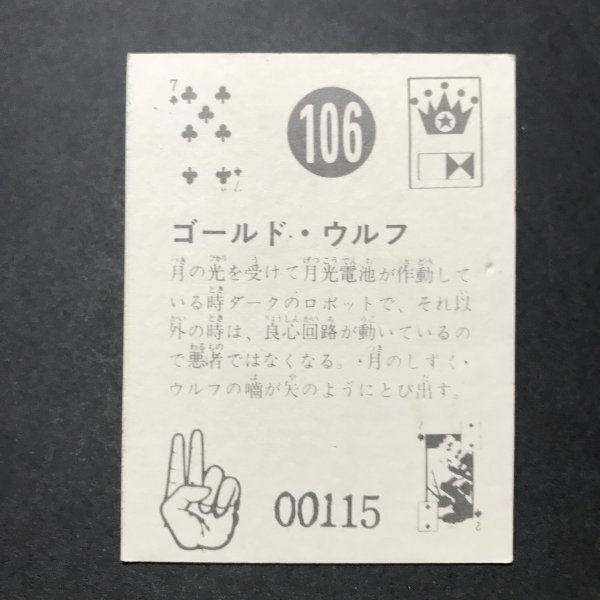 7
106
ゴールド・ウルフ
月の光を受けて月光電池が作動して
いる時ダークのロボットで、それ以
外の時は、良心回路が動いているの
で悪者ではなくなる。・月のしずく・
ウルフの嚙が矢のようにとび出す。
00115
2